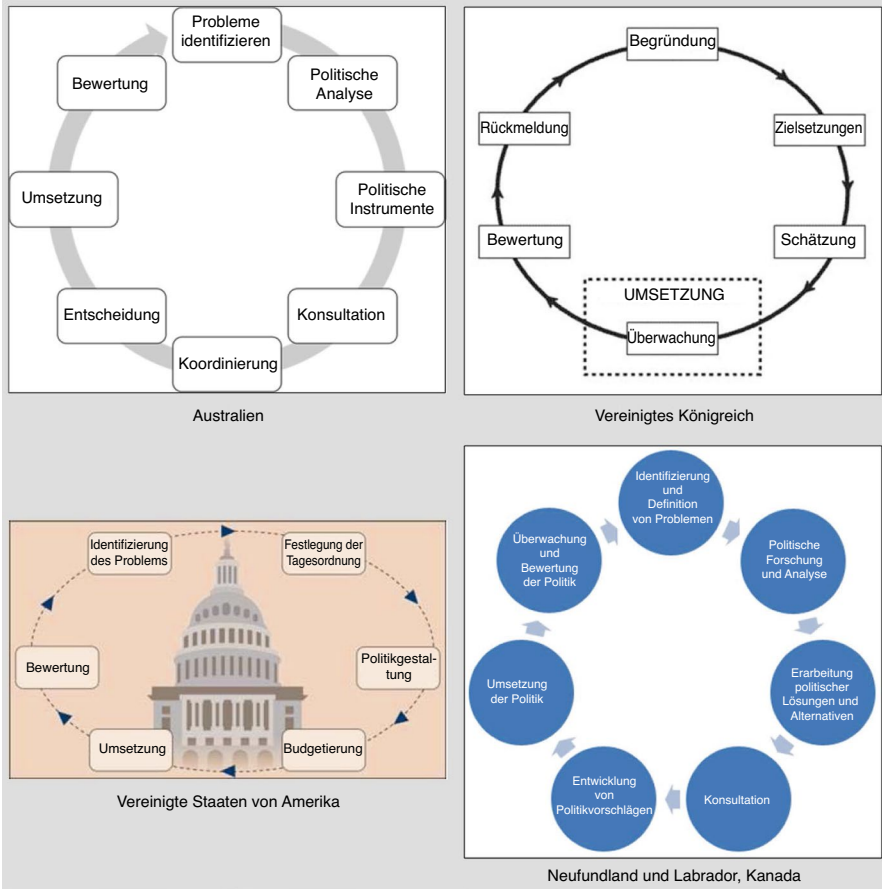 Probleme
identifizieren
Politische
Analyse
Politische
Instrumente
Konsultation
Koordinierung
Entscheidung
Umsetzung
Bewertung
Australien
Begründung
Zielsetzungen
Schätzung
UMSETZUNG
Überwachung
Bewertung
Rückmeldung
Vereinigtes Königreich
Identifizierung
des Problems
Festlegung der
Tagesordnung
Politikgestal-
tung
Budgetierung
Umsetzung
Bewertung
Vereinigte Staaten von Amerika
Identifizierung
und
Definition
von Problemen
Politische
Forschung
und Analyse
Erarbeitung
politischer
Lösungen und
Alternativen
Konsultation
Entwicklung
von
Politikvorschlägen
Umsetzung
der Politik
Überwachung
und
Bewertung
der Politik
Neufundland und Labrador, Kanada